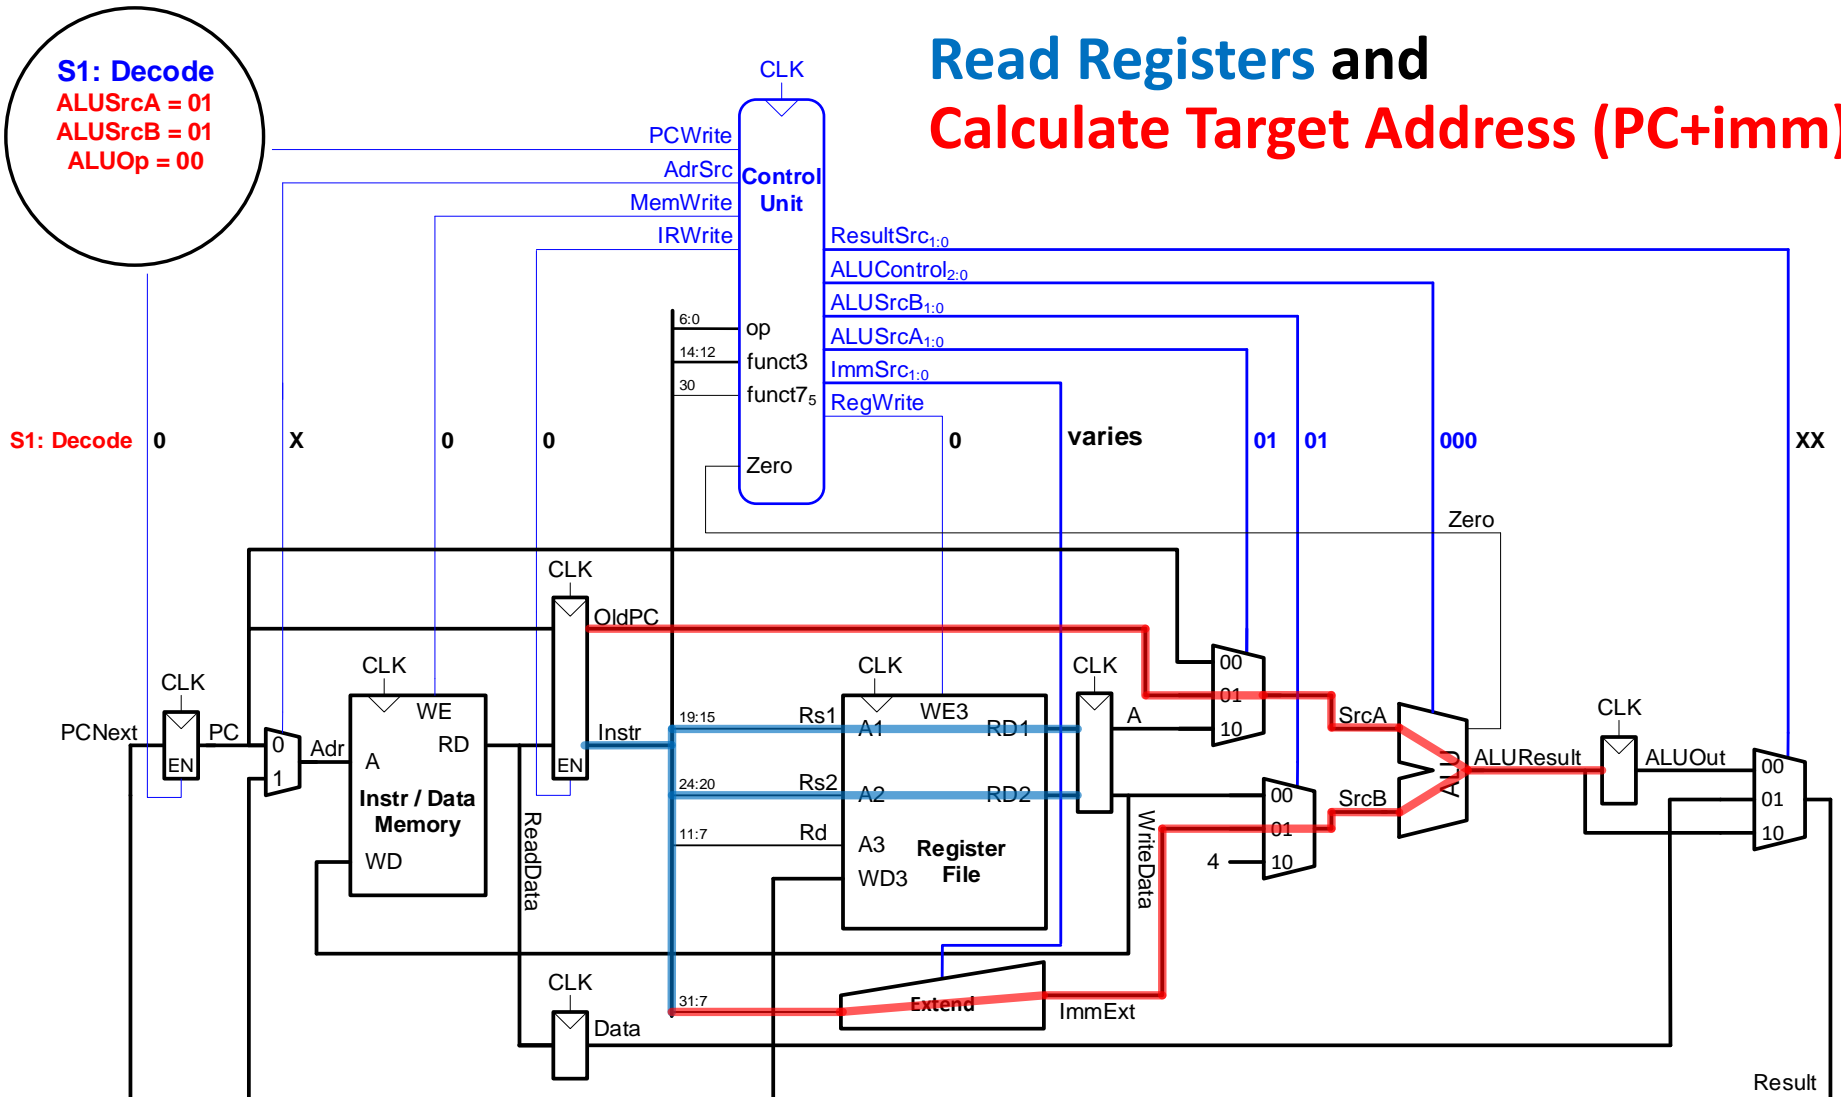 S1: Decode
ALUSrcA = 01
ALUSrcB = 01
ALUOp = 00
Read Registers and
Calculate Target Address (PC+imm)
CLK
PCWrite
AdrSrc
MemWrite
IRWrite
Control
Unit
ResultSrc1:0
ALUControl2:0
ALUSrcB1:0
ALUSrcA1:0
ImmSrc1:0
RegWrite
6:0
op
14:12
funct3
30
funct75
Zero
S1: Decode
0
X
0
0
0
varies
01
01
000
XX
Zero
CLK
OldPC
CLK
PCNext
EN
PC
0
1
Adr
CLK
WE
A
RD
Instr / Data
Memory
WD
ReadData
EN
Instr
19:15
Rs1
24:20
Rs2
11:7
Rd
31:7
CLK
WE3
A1
RD1
A2
RD2
A3
WD3
Register
File
CLK
A
WriteData
00
01
10
00
01
10
4
SrcA
SrcB
ALU
ALUResult
CLK
ALUOut
00
01
10
Extend
ImmExt
CLK
Data
Result